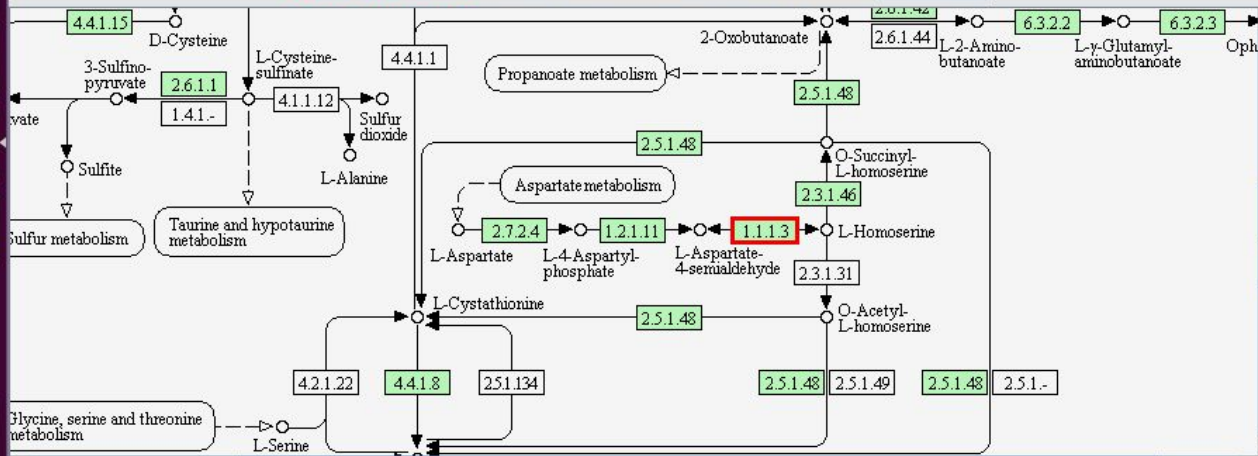 4.4.1.15
D-Cysteine
2-Oxobutanoate
2.6.1.42
2.6.1.44
L-2-Amino-
butanoate
6.3.2.2
L-γ-Glutamyl-
aminobutanoate
6.3.2.3
Oph
3-Sulfino-
pyruvate
2.6.1.1
1.4.1.-
L-Cysteine-
sulfinate
4.1.1.12
Sulfur
dioxide
L-Alanine
4.4.1.1
Propanoate metabolism
2.5.1.48
vate
Sulfite
2.5.1.48
O-Succinyl-
L-homoserine
Sulfur metabolism
Taurine and hypotaurine
metabolism
Aspartate metabolism
2.3.1.46
L-Aspartate
2.7.2.4
L-4-Aspartyl-
phosphate
1.2.1.11
L-Aspartate-
4-semialdehyde
1.1.1.3
L-Homoserine
2.3.1.31
L-Cystathionine
2.5.1.48
O-Acetyl-
L-homoserine
4.2.1.22
4.4.1.8
2.5.1.134
2.5.1.48
2.5.1.49
2.5.1.48
2.5.1.-
Glycine, serine and threonine
metabolism
L-Serine